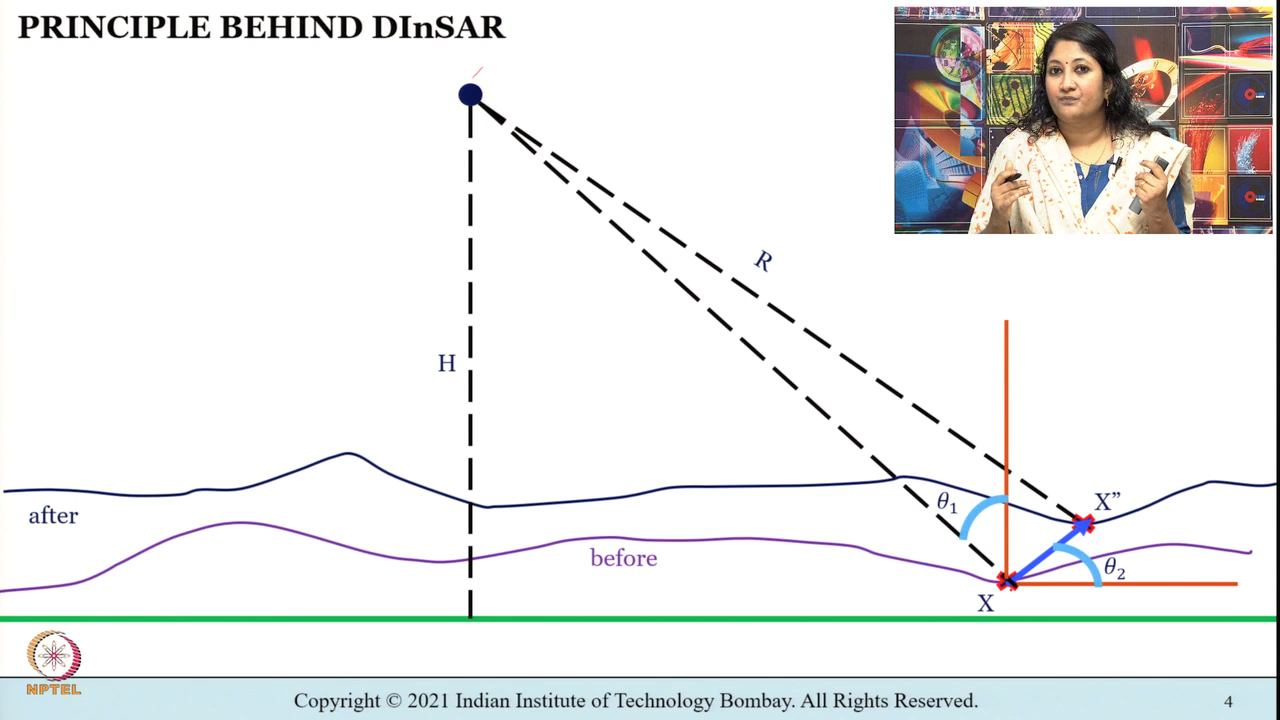 PRINCIPLE BEHIND DInSAR
R
H
after
before
θ1
X”
θ2
X
NPTEL
Copyright © 2021 Indian Institute of Technology Bombay. All Rights Reserved.
4